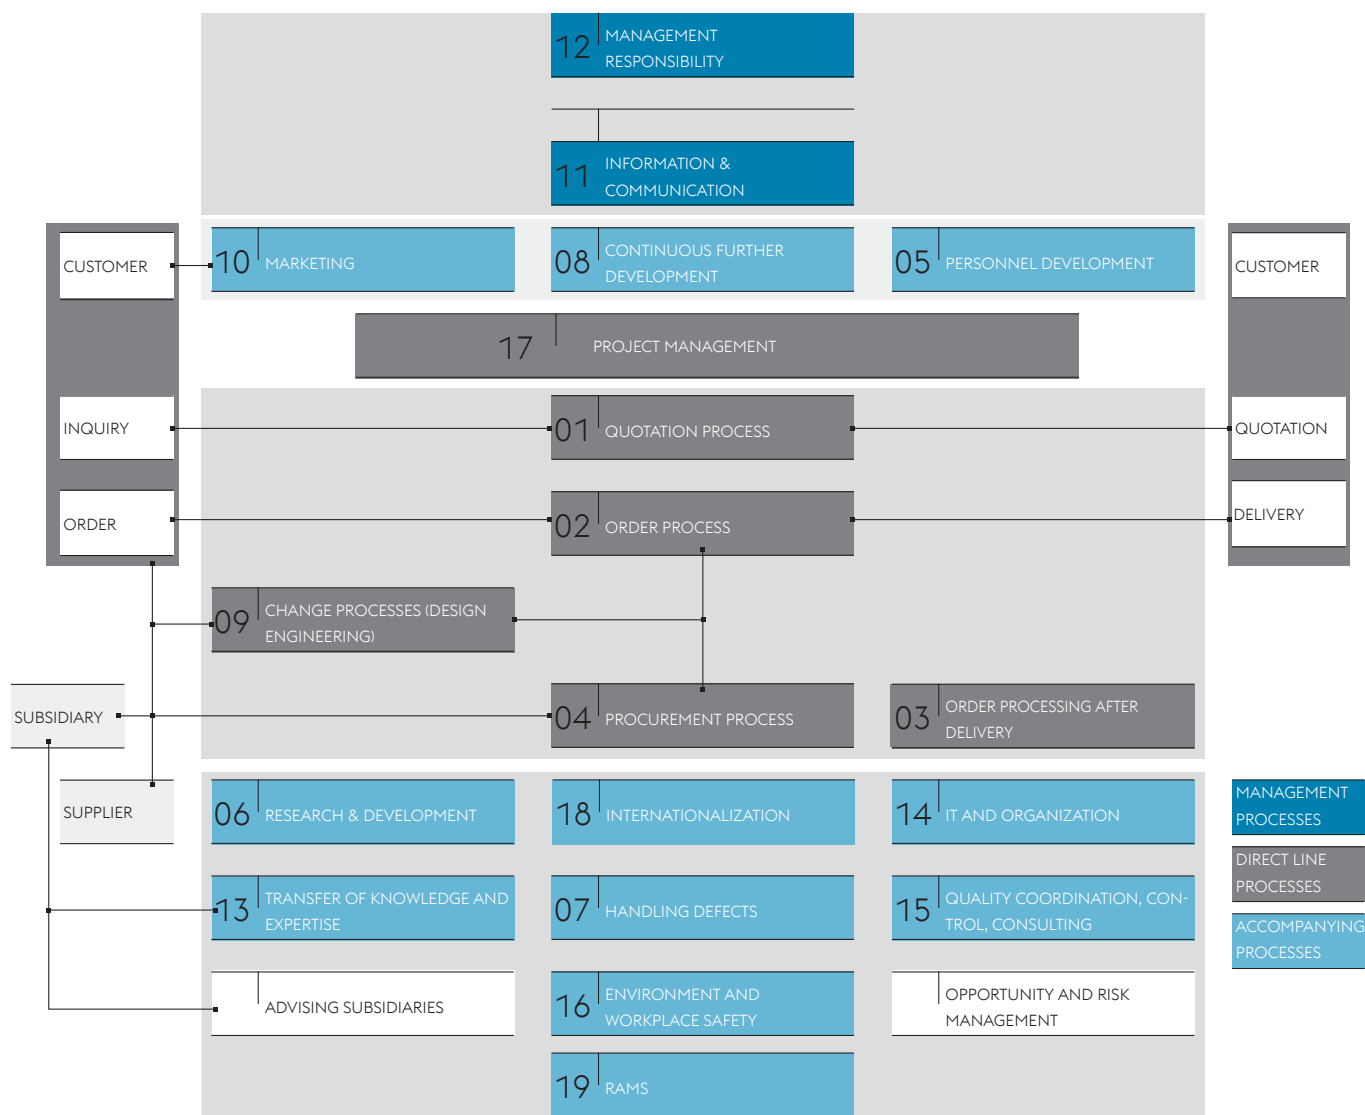 12
MANAGEMENT
RESPONSIBILITY
11
INFORMATION &
COMMUNICATION
CUSTOMER
10
MARKETING
08
CONTINUOUS FURTHER
DEVELOPMENT
05
PERSONNEL DEVELOPMENT
CUSTOMER
17
PROJECT MANAGEMENT
INQUIRY
01
QUOTATION PROCESS
QUOTATION
ORDER
02
ORDER PROCESS
DELIVERY
09
CHANGE PROCESSES (DESIGN
ENGINEERING)
SUBSIDIARY
04
PROCUREMENT PROCESS
03
ORDER PROCESSING AFTER
DELIVERY
SUPPLIER
06
RESEARCH & DEVELOPMENT
18
INTERNATIONALIZATION
14
IT AND ORGANIZATION
MANAGEMENT
PROCESSES
DIRECT LINE
PROCESSES
ACCOMPANYING
PROCESSES
13
TRANSFER OF KNOWLEDGE AND
EXPERTISE
07
HANDLING DEFECTS
15
QUALITY COORDINATION, CON-
TROL, CONSULTING
ADVISING SUBSIDIARIES
16
ENVIRONMENT AND
WORKPLACE SAFETY
OPPORTUNITY AND RISK
MANAGEMENT
19
RAMS